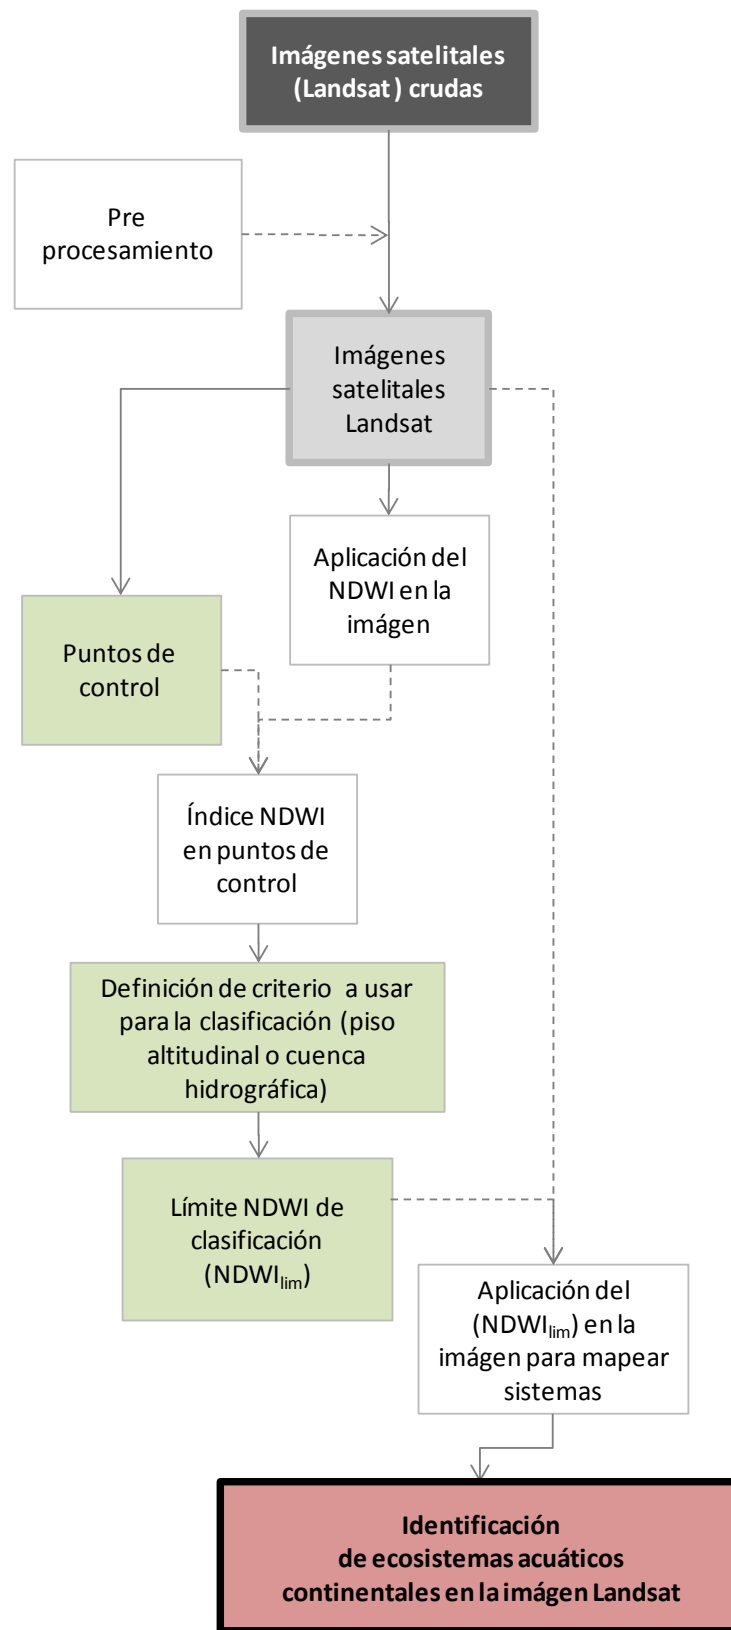 Imágenes satelitales
(Landsat ) crudas
Pre
procesamiento
Imágenes
satelitales
Landsat
Aplicación del
NDWI en la
imágen
Puntos de
control
Índice NDWI
en puntos de
control
Definición de criterio a usar
para la clasificación (piso
altitudinal o cuenca
hidrográfica)
Límite NDWI de
clasificación
(NDWIlim)
Aplicación del
(NDWIlim) en la
imágen para mapear
sistemas
Identificación
de ecosistemas acuáticos
continentales en la imágen Landsat